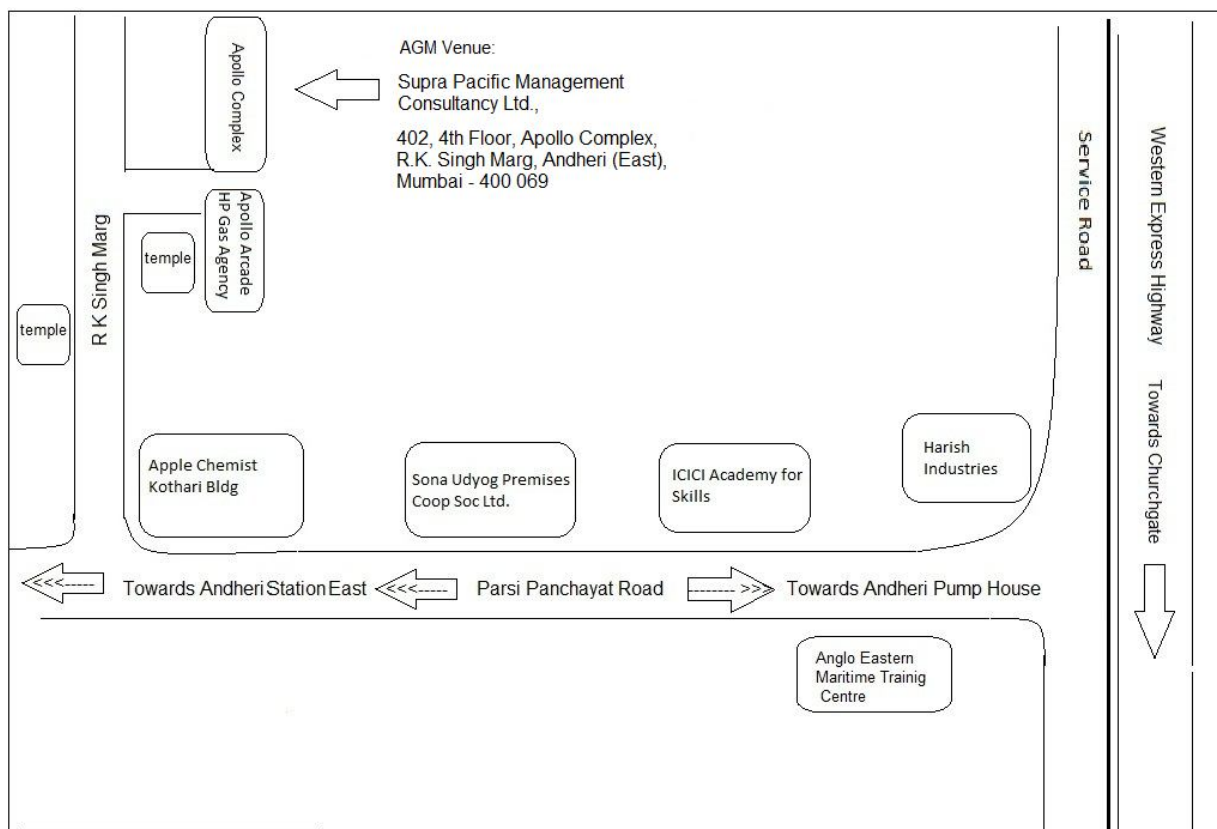 Apollo Complex
AGM Venue:
Supra Pacific Management
Consultancy Ltd.,
402, 4th Floor, Apollo Complex,
R.K. Singh Marg, Andheri (East),
Mumbai - 400 069
Service Road
Western Express Highway
Towards Churchgate
R K Singh Marg
Apollo Arcade
HP Gas Agency
temple
temple
Apple Chemist
Kothari Bldg
Sona Udyog Premises
Coop Soc Ltd.
ICICI Academy for
Skills
Harish
Industries
<<<----- Towards Andheri Station East <<<----- Parsi Panchayat Road ------- >>> Towards Andheri Pump House
Anglo Eastern
Maritime Trainig
Centre